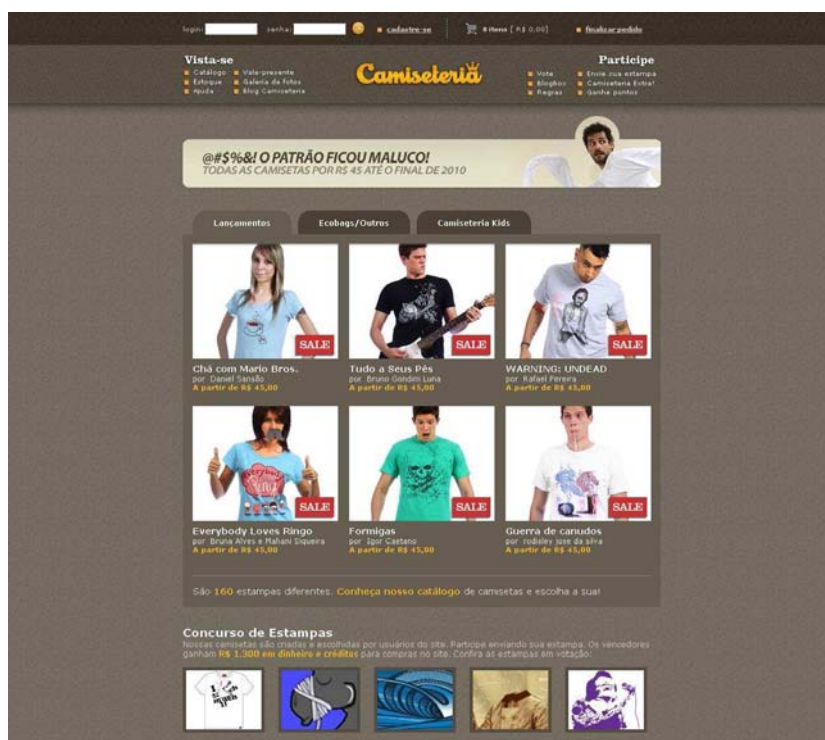 login: senha: cadastre-se 0 itens [ R$ 0,00] finalizar pedido
Vista-se
Catálogo Vale-presente
Estoque Galeria de fotos
Ajuda Blog Camiseteria
Camiseteria
Participe
Vote Envie sua estampa
BlogBox Camiseteria Extra!
Regras Ganhe pontos
@#$%&! O PATRÃO FICOU MALUCO!
TODAS AS CAMISETAS POR R$ 45 ATÉ O FINAL DE 2010
Lançamentos Ecobags/Outros Camiseteria Kids
SALE SALE SALE
Chá com Mario Bros. Tudo a Seus Pés WARNING: UNDEAD
por Daniel Sansão por Bruno Gondim Luna por Rafael Pereira
A partir de R$ 45,00 A partir de R$ 45,00 A partir de R$ 45,00
SALE SALE SALE
Everybody Loves Ringo Formigas Guerra de canudos
por Bruna Alves e Mahani Siqueira por Igor Caetano por rodisley jose da silva
A partir de R$ 45,00 A partir de R$ 45,00 A partir de R$ 45,00
São 160 estampas diferentes. Conheça nosso catálogo de camisetas e escolha a sua!
Concurso de Estampas
Nossas camisetas são criadas e escolhidas por usuários do site. Participe enviando sua estampa. Os vencedores
ganham R$ 1.300 em dinheiro e créditos para compras no site. Confira as estampas em votação: